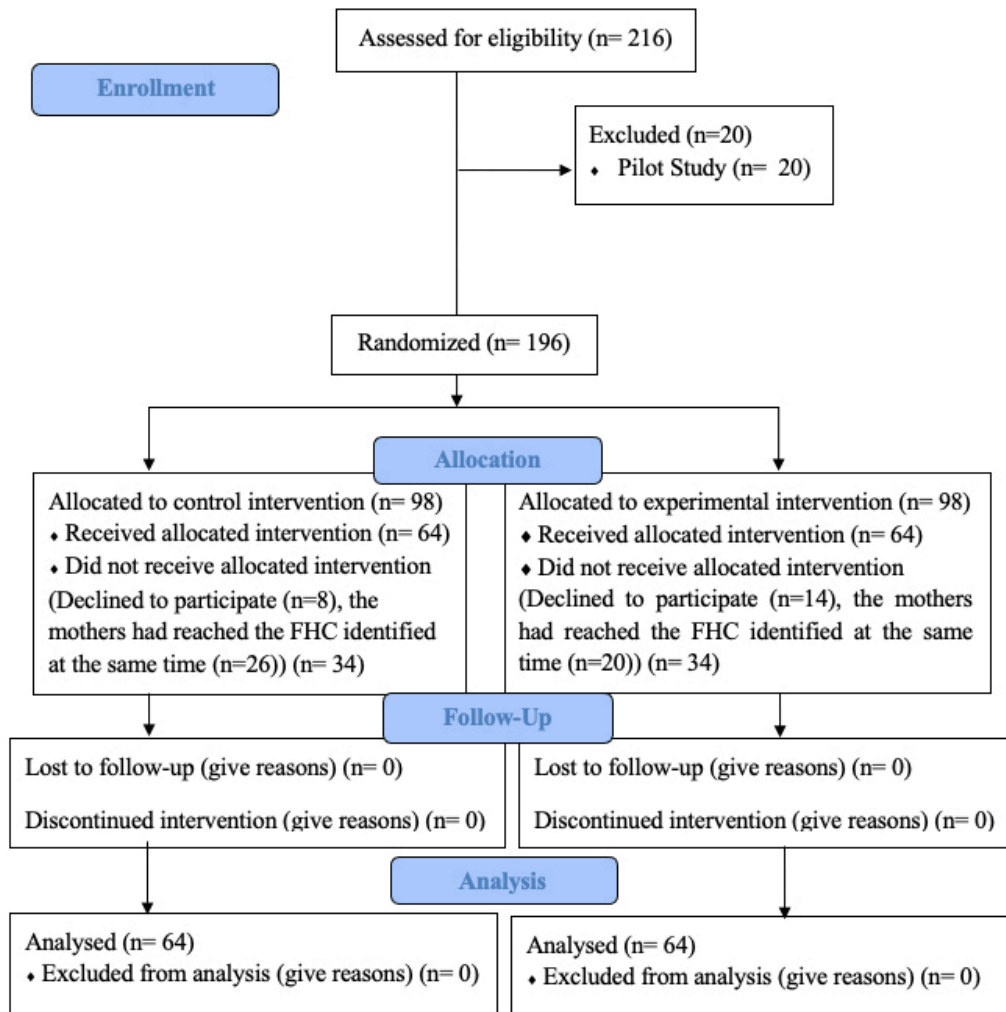 Assessed for eligibility (n= 216)
Enrollment
Excluded (n=20)
⬧ Pilot Study (n= 20)
Randomized (n= 196)
Allocation
Allocated to control intervention (n= 98)
⬧ Received allocated intervention (n= 64)
⬧ Did not receive allocated intervention
(Declined to participate (n=8), the
mothers had reached the FHC identified
at the same time (n=26)) (n= 34)
Allocated to experimental intervention (n= 98)
⬧ Received allocated intervention (n= 64)
⬧ Did not receive allocated intervention
(Declined to participate (n=14), the mothers
had reached the FHC identified at the same
time (n=20)) (n= 34)
Follow-Up
Lost to follow-up (give reasons) (n= 0)
Discontinued intervention (give reasons) (n= 0)
Lost to follow-up (give reasons) (n= 0)
Discontinued intervention (give reasons) (n= 0)
Analysis
Analysed (n= 64)
⬧ Excluded from analysis (give reasons) (n= 0)
Analysed (n= 64)
⬧ Excluded from analysis (give reasons) (n= 0)